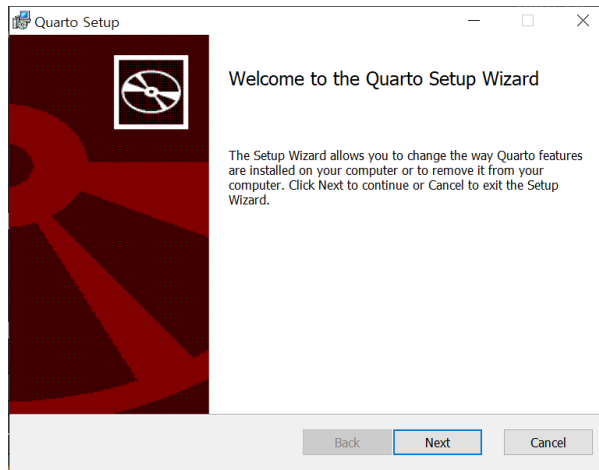 Quarto Setup
Welcome to the Quarto Setup Wizard
The Setup Wizard allows you to change the way Quarto features
are installed on your computer or to remove it from your
computer. Click Next to continue or Cancel to exit the Setup
Wizard.
Back Next Cancel